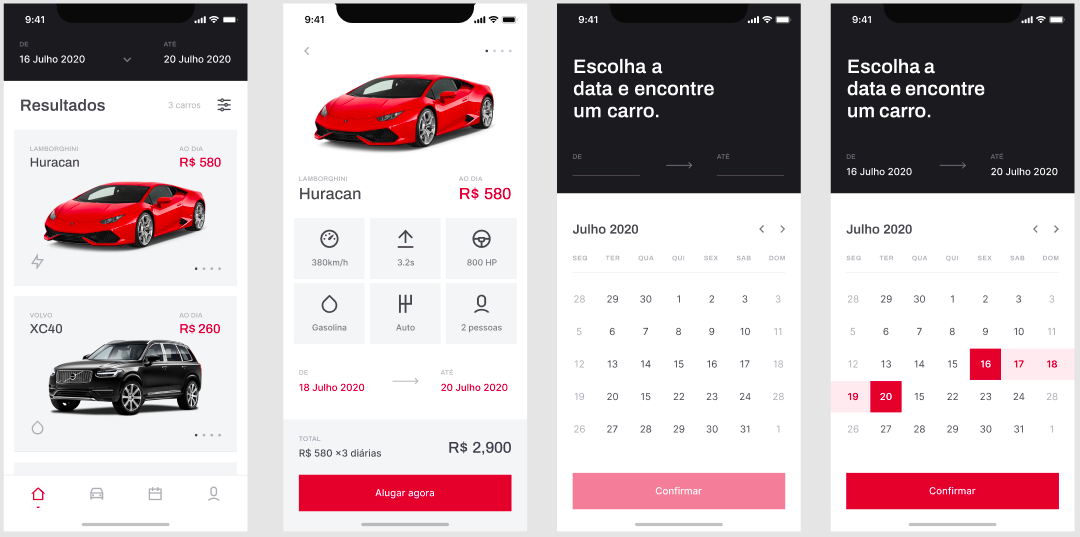 9:41
DE
ATÉ
16 Julho 2020
20 Julho 2020
Resultados
3 carros
LAMBORGHINI
AO DIA
Huracan
R$ 580
VOLVO
AO DIA
XC40
R$ 260
9:41
LAMBORGHINI
AO DIA
Huracan
R$ 580
380km/h
3.2s
800 HP
Gasolina
Auto
2 pessoas
DE
ATÉ
18 Julho 2020
20 Julho 2020
TOTAL
R$ 580 ×3 diárias
R$ 2,900
Alugar agora
9:41
Escolha a
data e encontre
um carro.
DE
ATÉ
Julho 2020
SEG TER QUA QUI SEX SAB DOM
28 29 30 1 2 3 3
5 6 7 8 9 10 11
12 13 14 15 16 17 18
19 20 15 22 23 24 28
26 27 28 29 30 31 1
Confirmar
9:41
Escolha a
data e encontre
um carro.
DE
ATÉ
16 Julho 2020
20 Julho 2020
Julho 2020
SEG TER QUA QUI SEX SAB DOM
28 29 30 1 2 3 3
5 6 7 8 9 10 11
12 13 14 15 16 17 18
19 20 15 22 23 24 28
26 27 28 29 30 31 1
Confirmar